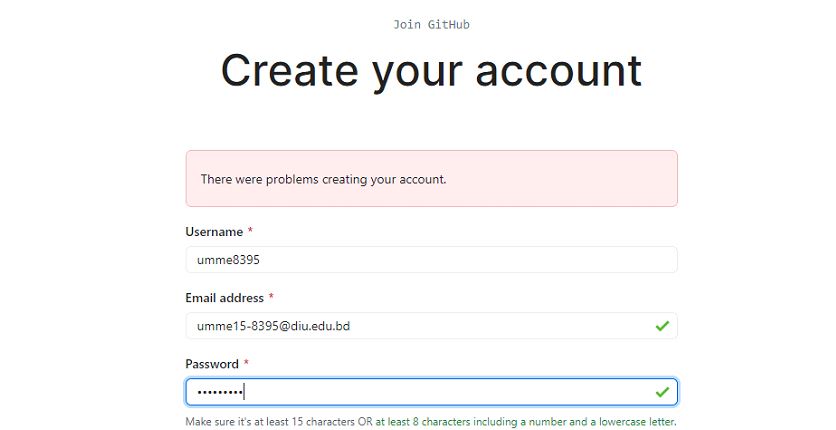 Join GitHub
Create your account
There were problems creating your account.
Username *
umme8395
Email address *
umme15-8395@diu.edu.bd
Password *
•••••••••
Make sure it's at least 15 characters OR at least 8 characters including a number and a lowercase letter.